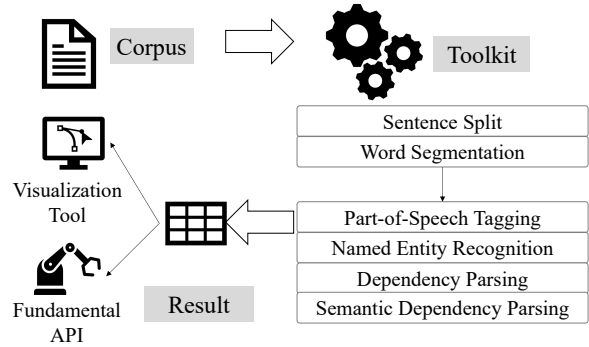 Corpus
Toolkit
Sentence Split
Word Segmentation
Part-of-Speech Tagging
Named Entity Recognition
Dependency Parsing
Semantic Dependency Parsing
Visualization
Tool
Fundamental
API
Result